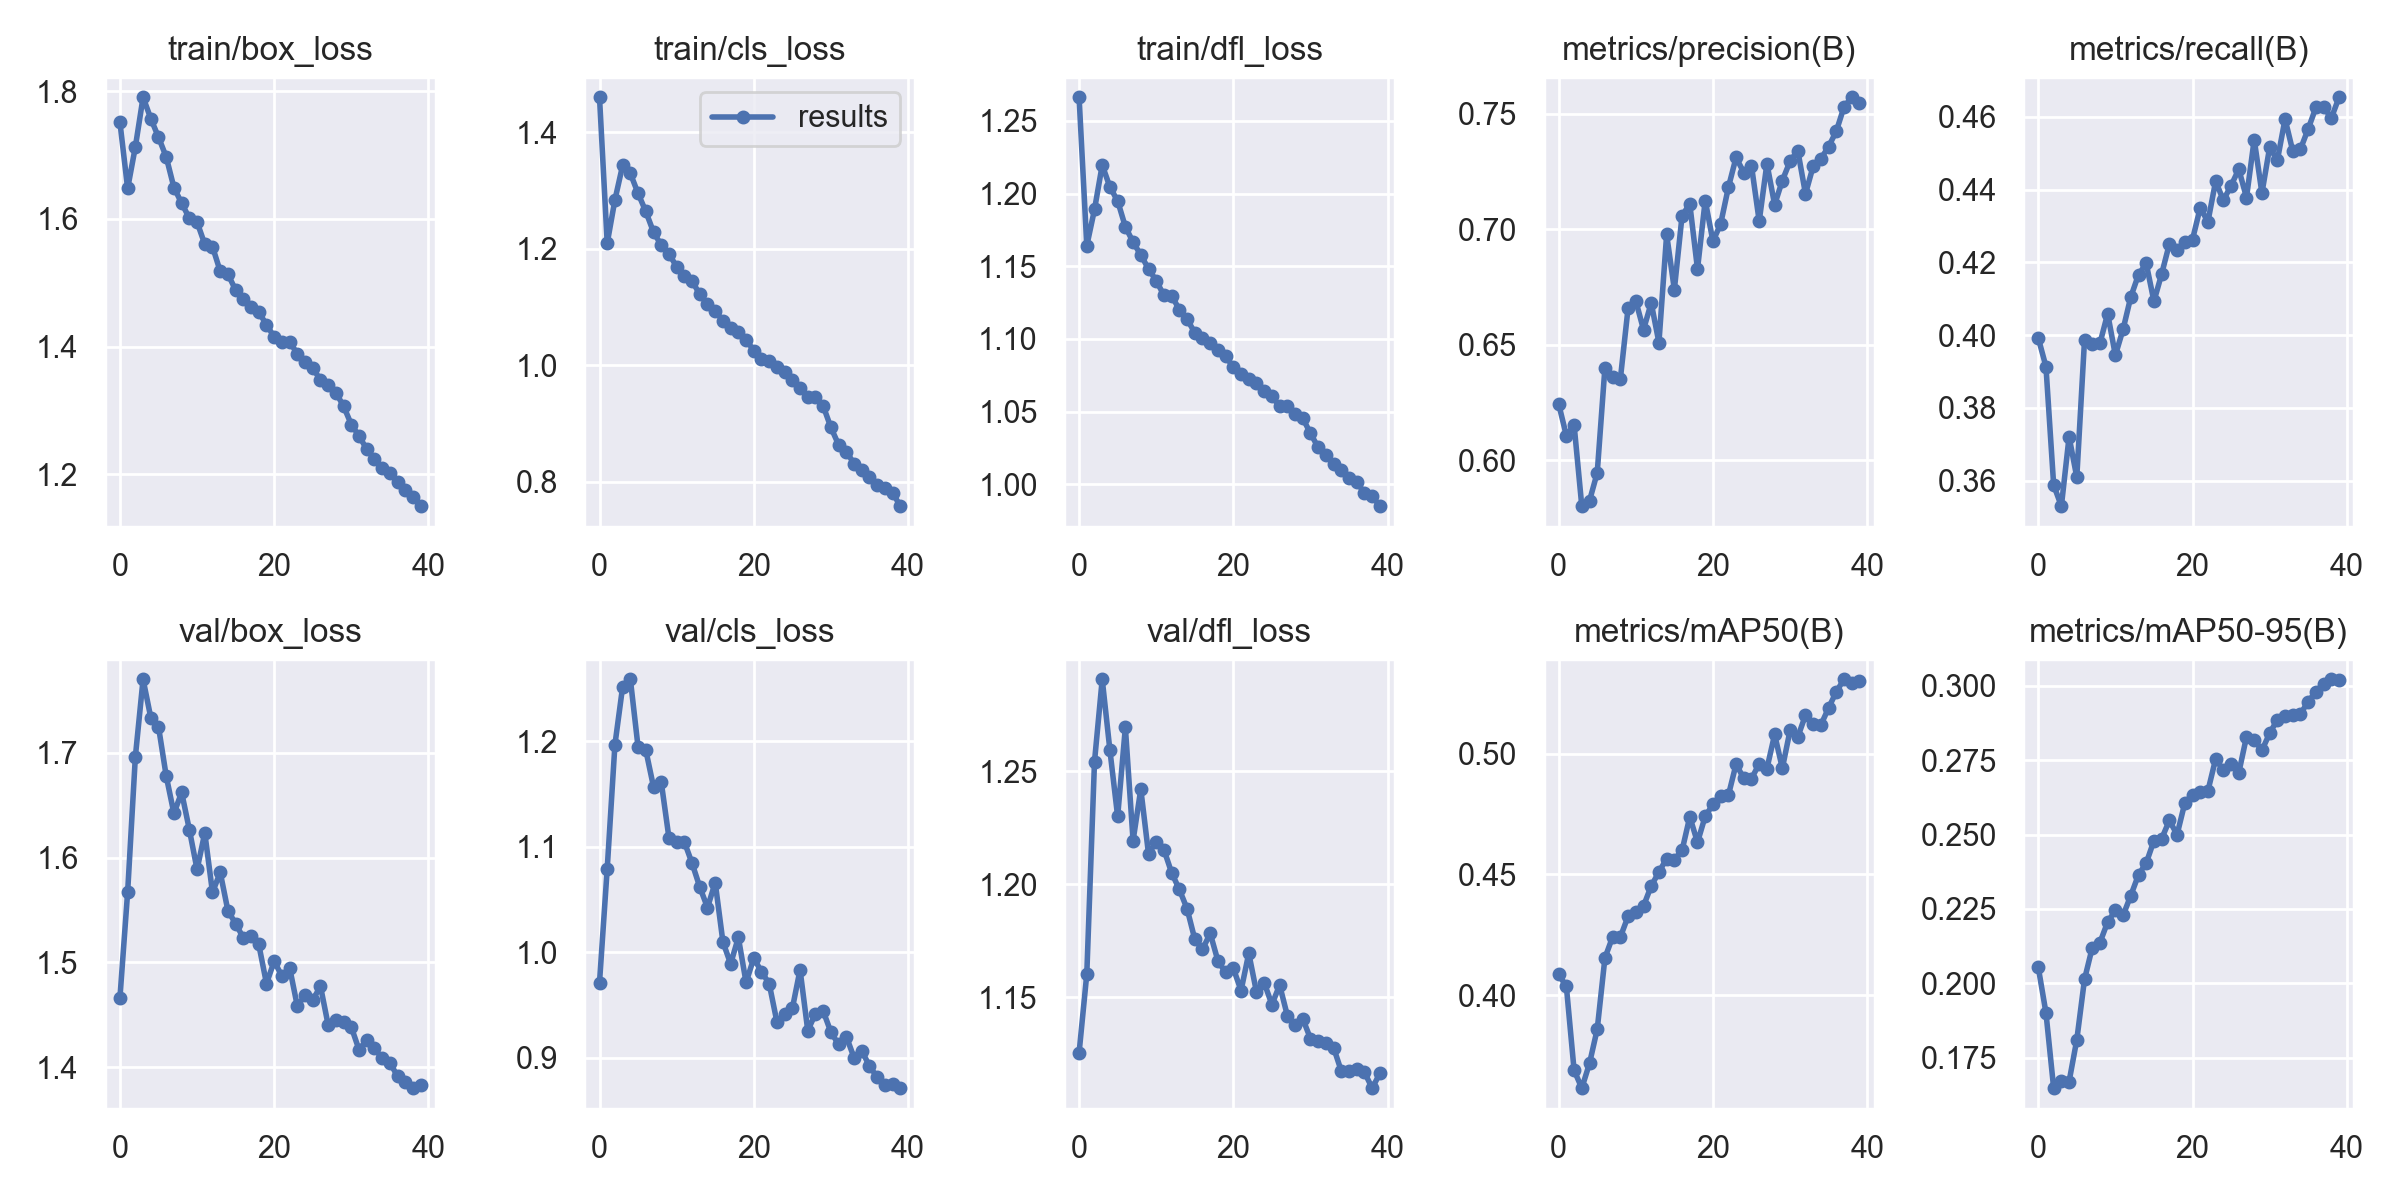 train/box_loss
1.8
1.6
1.4
1.2
0 20 40
train/cls_loss
results
1.4
1.2
1.0
0.8
0 20 40
train/dfl_loss
1.25
1.20
1.15
1.10
1.05
1.00
0 20 40
metrics/precision(B)
0.75
0.70
0.65
0.60
0 20 40
metrics/recall(B)
0.46
0.44
0.42
0.40
0.38
0.36
0 20 40
val/box_loss
1.7
1.6
1.5
1.4
0 20 40
val/cls_loss
1.2
1.1
1.0
0.9
0 20 40
val/dfl_loss
1.25
1.20
1.15
0 20 40
metrics/mAP50(B)
0.50
0.45
0.40
0 20 40
metrics/mAP50-95(B)
0.300
0.275
0.250
0.225
0.200
0.175
0 20 40